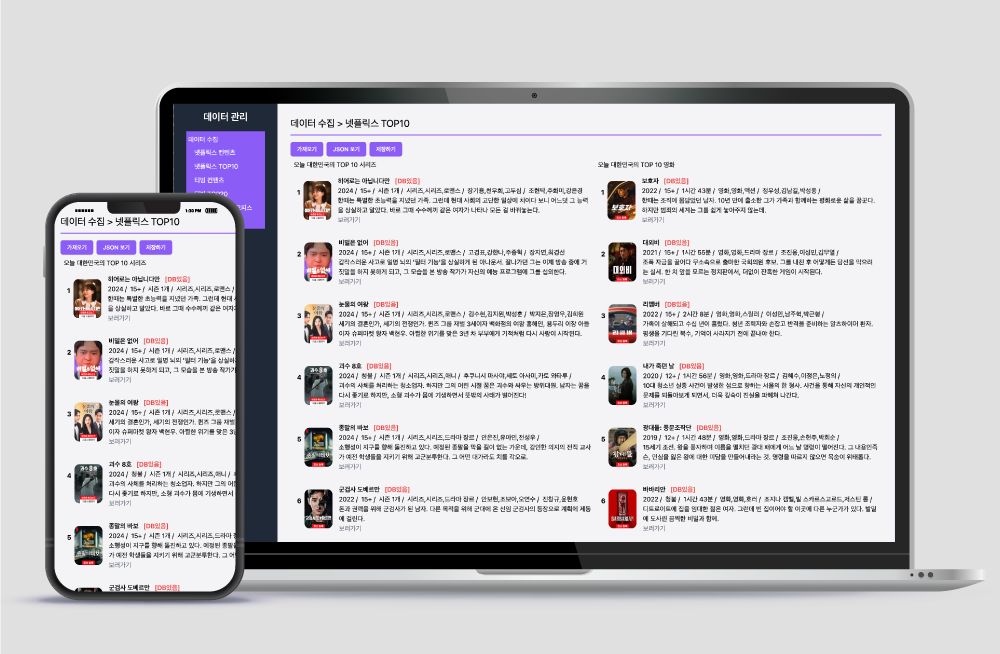 데이터 관리
데이터 수집
넷플릭스 컨텐츠
넷플릭스 TOP10
티빙 컨텐츠
데이터 수집 > 넷플릭스 TOP10
가져오기
JSON 보기
저장하기
오늘 대한민국의 TOP 10 시리즈
1
히어로는 아닙니다만 [DB있음]
2024 / 15+ / 시즌 1개 / 시리즈,시리즈,로맨스 / 장기용,천우희,고두심 / 조현탁,주화미,강은경
한때는 특별한 초능력을 지녔던 가족. 그런데 현대 사회의 고단한 일상에 치이다 보니 어느덧 그 능력
을 상실하고 말았다. 바로 그때 수수께끼 같은 여자가 나타나 모든 걸 바꿔놓는다.
보러가기
2
비밀은 없어 [DB있음]
2024 / 15+ / 시즌 1개 / 시리즈,시리즈,로맨스 / 고경표,강한나,주종혁 / 장지연,최경선
갑작스러운 사고로 일명 뇌의 '필터 기능'을 상실하게 된 아나운서. 잘나가던 그는 이제 방송 중에 거
짓말을 하지 못하게 되고, 그 모습을 본 방송 작가가 자신의 예능 프로그램에 그를 섭외한다.
3
눈물의 여왕 [DB있음]
2024 / 15+ / 시즌 1개 / 시리즈,시리즈,로맨스 / 김수현,김지원,박성훈 / 박지은,장영우,김희원
세기의 결혼인가, 세기의 전쟁인가. 퀸즈 그룹 재벌 3세이자 백화점의 여왕 홍해인, 용두리 이장 아들
이자 슈퍼마켓 왕자 백현우. 아찔한 위기를 맞은 3년 차 부부에게 기적처럼 다시 사랑이 시작된다.
보러가기
4
괴수 8호 [DB있음]
2024 / 청불 / 시즌 1개 / 시리즈,시리즈,애니 / 후쿠니시 마사야,세토 아사미,카토 와타루 /
괴수의 사체를 처리하는 청소업자. 하지만 그의 어떤 시절 꿈은 괴수와 싸우는 방위대원. 남자는 꿈을
다시 좇기로 하지만, 소형 괴수가 몸에 기생하면서 뜻밖의 사태가 벌어진다!
보러가기
5
종말의 바보 [DB있음]
2024 / 15+ / 시즌 1개 / 시리즈,시리즈,드라마 장르 / 안은진,유아인,전성우 /
소행성이 지구를 향해 돌진하고 있다. 예정된 종말을 막을 길이 없는 가운데, 강인한 의지의 전직 교사
가 예전 학생들을 지키기 위해 고군분투한다. 그 어떤 대가라도 치를 각오로.
보러가기
6
군검사 도베르만 [DB있음]
2022 / 15+ / 시즌 1개 / 시리즈,시리즈,드라마 장르 / 안보현,조보아,오연수 / 진창규,윤현호
돈과 권력을 위해 군검사가 된 남자. 다른 목적을 위해 군대에 온 신임 군검사의 등장으로 계획에 제동
이 걸린다.
보러가기
오늘 대한민국의 TOP 10 영화
1
보호자 [DB있음]
2022 / 15+ / 1시간 43분 / 영화,영화,액션 / 정우성,김남길,박성웅 /
한때는 조직에 몸담았던 남자. 10년 만에 출소한 그가 가족과 함께하는 평화로운 삶을 꿈꾼다.
하지만 범죄의 세계는 그를 쉽게 놓아주지 않는데.
보러가기
2
대외비 [DB있음]
2021 / 15+ / 1시간 55분 / 영화,영화,드라마 장르 / 조진웅,이성민,김무열 /
초록 지금을 끌어다 무소속으로 출마한 국회의원 후보. 그를 내친 후 어떻게든 당선을 막으려
는 실세. 한 치 앞을 모르는 정치판에서, 더없이 잔혹한 게임이 시작된다.
3
리멤버 [DB있음]
2022 / 15+ / 2시간 8분 / 영화,영화,스릴러 / 이성민,남주혁,박근형 /
가족이 살해되고 수십 년이 흘렀다. 청년 조력자와 손잡고 반격을 준비하는 알츠하이머 환자.
평생을 기다린 복수, 기억이 사라지기 전에 끝내야 한다.
보러가기
4
내가 죽던 날 [DB있음]
2020 / 12+ / 1시간 56분 / 영화,영화,드라마 장르 / 김혜수,이정은,노정의 /
10대 청소년 실종 사건이 발생한 섬으로 향하는 서울의 한 형사. 사건을 통해 자신의 개인적인
문제를 되돌아보게 되면서, 더욱 깊숙이 진실을 파헤쳐 나간다.
보러가기
5
광대들: 풍문조작단 [DB있음]
2019 / 12+ / 1시간 48분 / 영화,영화,드라마 장르 / 조진웅,손현주,박희순 /
15세기 조선. 왕을 풍자하며 미풍을 펼치던 광대 패에게 어느 날 명령이 떨어진다. 그 내용인즉
슨, 인심을 잃은 왕에 대한 미담을 만들어내라는 것. 명령을 따르지 않으면 목숨이 위태롭다.
보러가기
6
바바리안 [DB있음]
2022 / 청불 / 1시간 43분 / 영화,영화,호러 / 조지나 캠벨,빌 스카르스고르드,저스틴 롱 /
디트로이트에 집을 임대한 젊은 여자. 그런데 빈 집이어야 할 이곳에 다른 누군가가 있다. 발밑
에 도사린 끔찍한 비밀과 함께.
보러가기
1:30 PM
데이터 수집 > 넷플릭스 TOP10
가져오기
JSON 보기
저장하기
오늘 대한민국의 TOP 10 시리즈
1
히어로는 아닙니다만 [DB있음]
2024 / 15+ / 시즌 1개 / 시리즈,시리즈,로맨스 /
한때는 특별한 초능력을 지녔던 가족. 그런데 현대
을 상실하고 말았다. 바로 그때 수수께끼 같은 여자
보러가기
2
비밀은 없어 [DB있음]
2024 / 15+ / 시즌 1개 / 시리즈,시리즈,로맨스 /
갑작스러운 사고로 일명 뇌의 '필터 기능'을 상실하
짓말을 하지 못하게 되고, 그 모습을 본 방송 작가가
보러가기
3
눈물의 여왕 [DB있음]
2024 / 15+ / 시즌 1개 / 시리즈,시리즈,로맨스 /
세기의 결혼인가, 세기의 전쟁인가. 퀸즈 그룹 재벌
이자 슈퍼마켓 왕자 백현우. 아찔한 위기를 맞은 3년
보러가기
4
괴수 8호 [DB있음]
2024 / 청불 / 시즌 1개 / 시리즈,시리즈,애니 /
괴수의 사체를 처리하는 청소업자. 하지만 그의 어
다시 좇기로 하지만, 소형 괴수가 몸에 기생하면서
보러가기
5
종말의 바보 [DB있음]
2024 / 15+ / 시즌 1개 / 시리즈,시리즈,드라마 장
소행성이 지구를 향해 돌진하고 있다. 예정된 종말
가 예전 학생들을 지키기 위해 고군분투한다. 그 어
보러가기
군검사 도베르만 [DB있음]